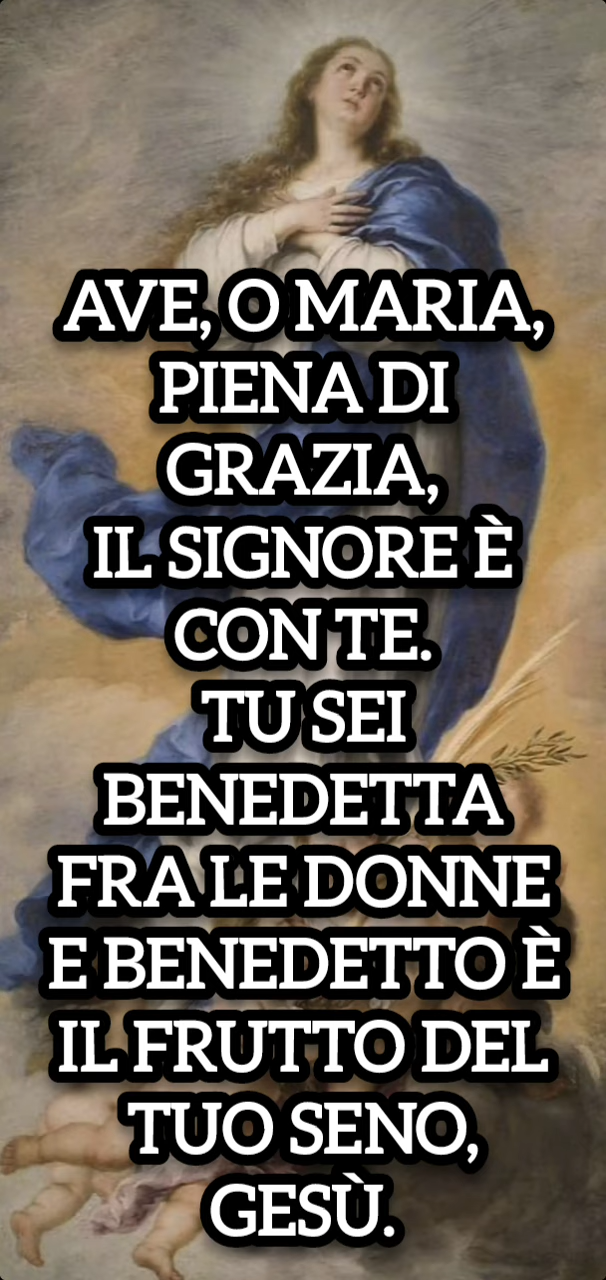 AVE, O MARIA,
PIENA DI
GRAZIA,
IL SIGNORE È
CON TE.
TU SEI
BENEDETTA
FRA LE DONNE
E BENEDETTO È
IL FRUTTO DEL
TUO SENO,
GESÙ.